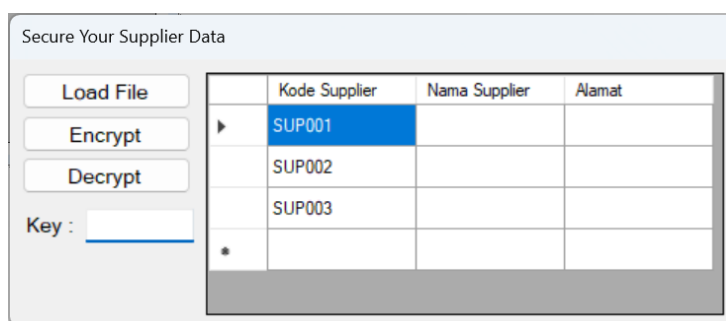 Secure Your Supplier Data
Load File
Encrypt
Decrypt
Key :
Kode Supplier Nama Supplier Alamat
SUP001
SUP002
SUP003